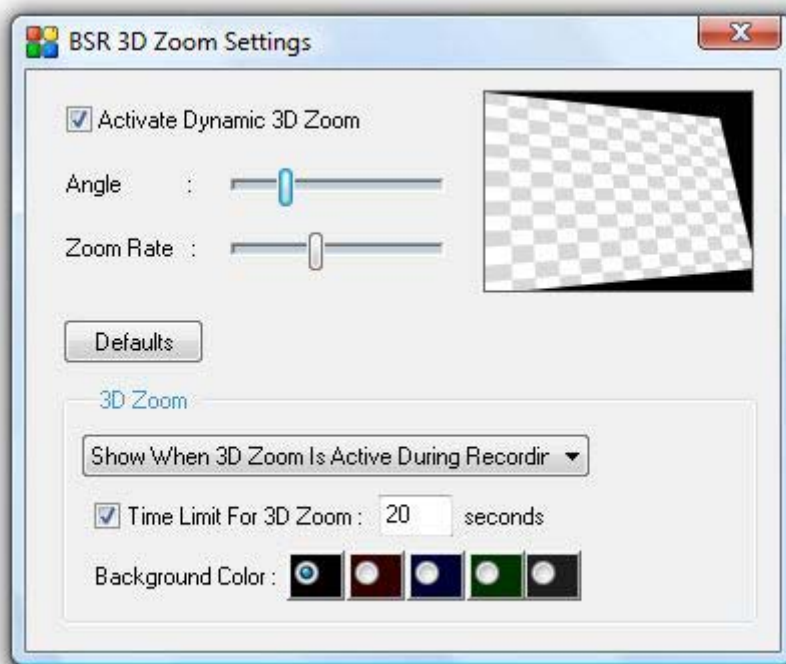 BSR 3D Zoom Settings
Activate Dynamic 3D Zoom
Angle :
Zoom Rate :
Defaults
3D Zoom
Show When 3D Zoom Is Active During Recordin
Time Limit For 3D Zoom : 20 seconds
Background Color :